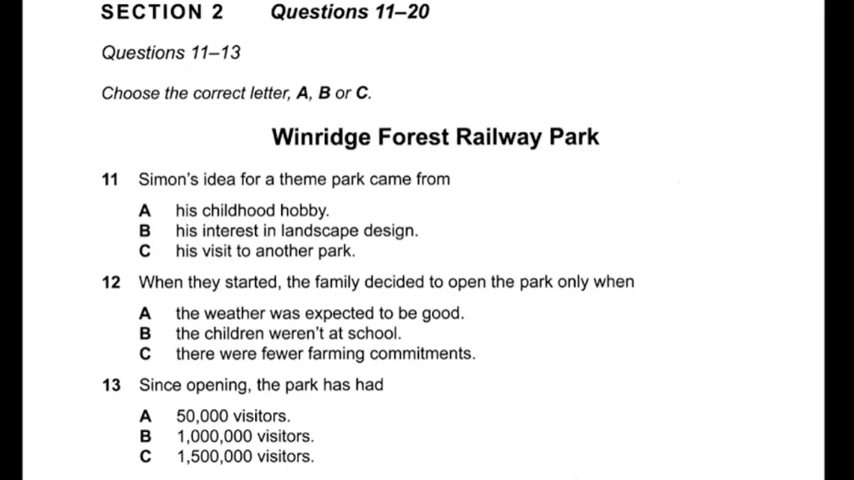 SECTION 2 Questions 11–20
Questions 11–13
Choose the correct letter, A, B or C.
Winridge Forest Railway Park
11 Simon's idea for a theme park came from
A his childhood hobby.
B his interest in landscape design.
C his visit to another park.
12 When they started, the family decided to open the park only when
A the weather was expected to be good.
B the children weren't at school.
C there were fewer farming commitments.
13 Since opening, the park has had
A 50,000 visitors.
B 1,000,000 visitors.
C 1,500,000 visitors.